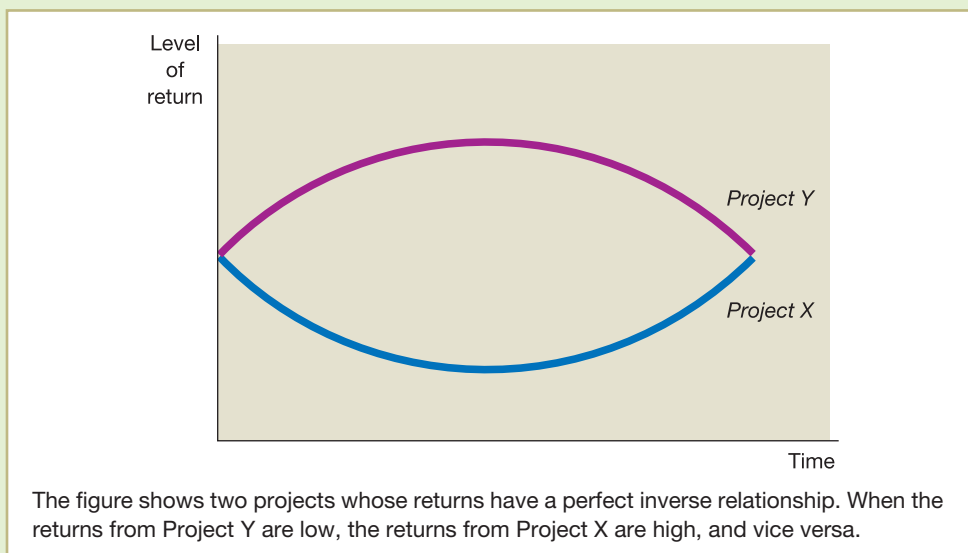 Level
of
return
Project Y
Project X
Time
The figure shows two projects whose returns have a perfect inverse relationship. When the
returns from Project Y are low, the returns from Project X are high, and vice versa.